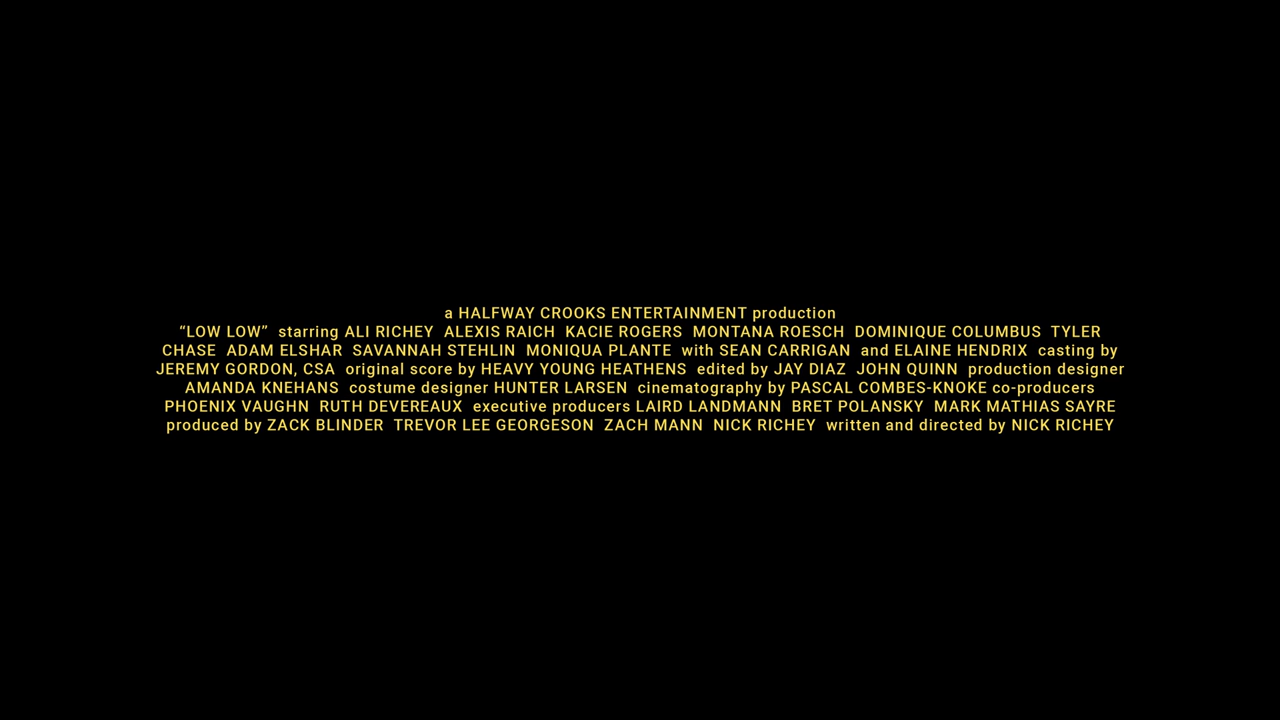 a HALFWAY CROOKS ENTERTAINMENT production
“LOW LOW” starring ALI RICHEY ALEXIS RAICH KACIE ROGERS MONTANA ROESCH DOMINIQUE COLUMBUS TYLER
CHASE ADAM ELSHAR SAVANNAH STEHLIN MONIQUA PLANTE with SEAN CARRIGAN and ELAINE HENDRIX casting by
JEREMY GORDON, CSA original score by HEAVY YOUNG HEATHENS edited by JAY DIAZ JOHN QUINN production designer
AMANDA KNEHANS costume designer HUNTER LARSEN cinematography by PASCAL COMBES-KNOKE co-producers
PHOENIX VAUGHN RUTH DEVEREAUX executive producers LAIRD LANDMANN BRET POLANSKY MARK MATHIAS SAYRE
produced by ZACK BLINDER TREVOR LEE GEORGESON ZACH MANN NICK RICHEY written and directed by NICK RICHEY